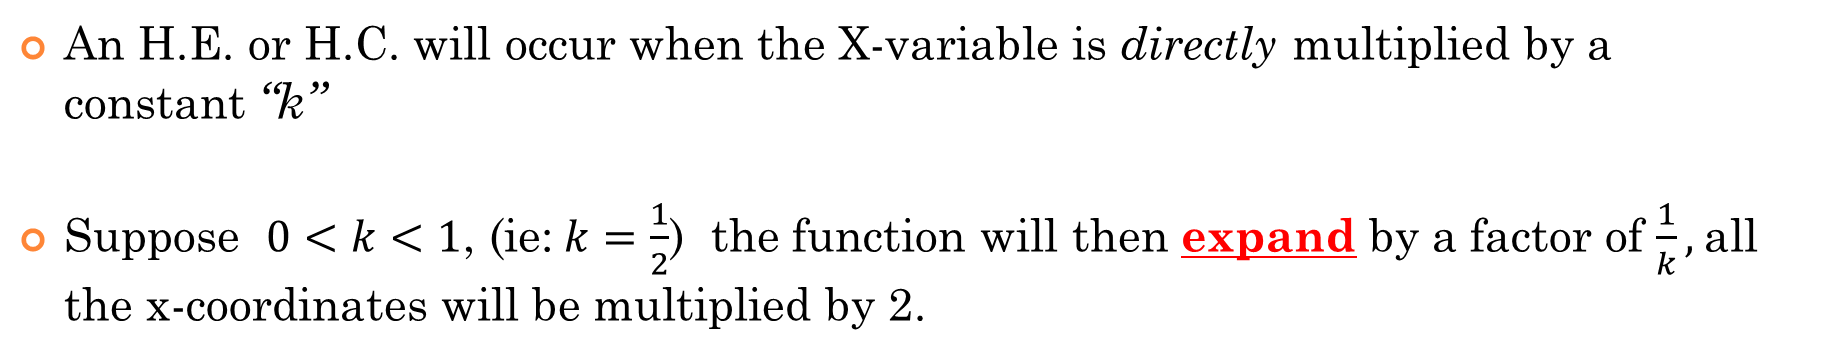 An H.E. or H.C. will occur when the X-variable is directly multiplied by a
constant “k”
Suppose 0 < k < 1, (ie: k = 1/2) the function will then expand by a factor of 1/k, all
the x-coordinates will be multiplied by 2.